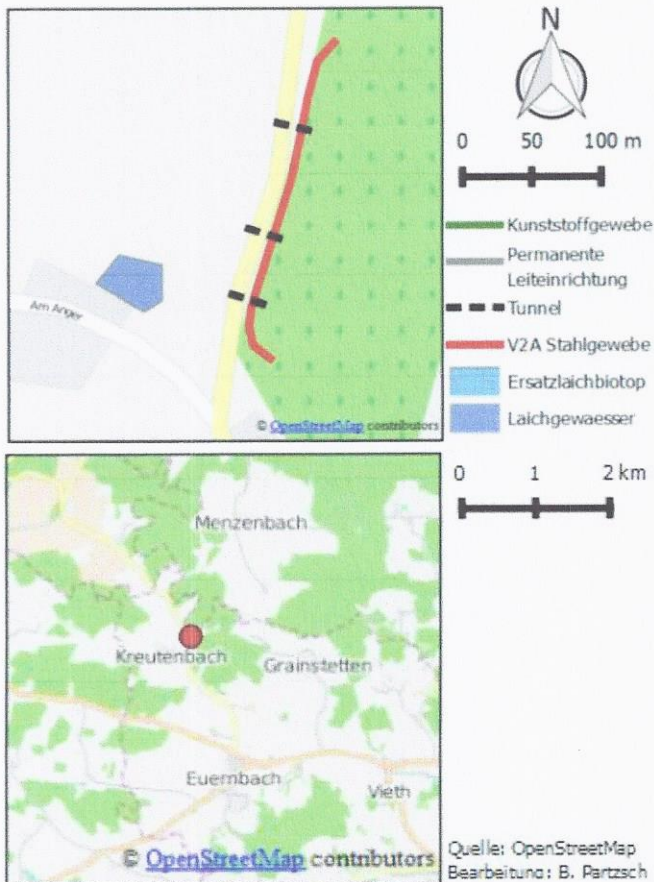 N
0 50 100 m
Kunststoffgewebe
Permanente
Leiteinrichtung
Tunnel
V2A Stahlgewebe
Ersatzlaichbiotop
Laichgewaesser
Am Anger
© OpenStreetMap contributors
0 1 2 km
Menzenbach
Kreutenbach
Grainstetten
Euernbach
Vieth
© OpenStreetMap contributors
Quelle: OpenStreetMap
Bearbeitung: B. Partzsch